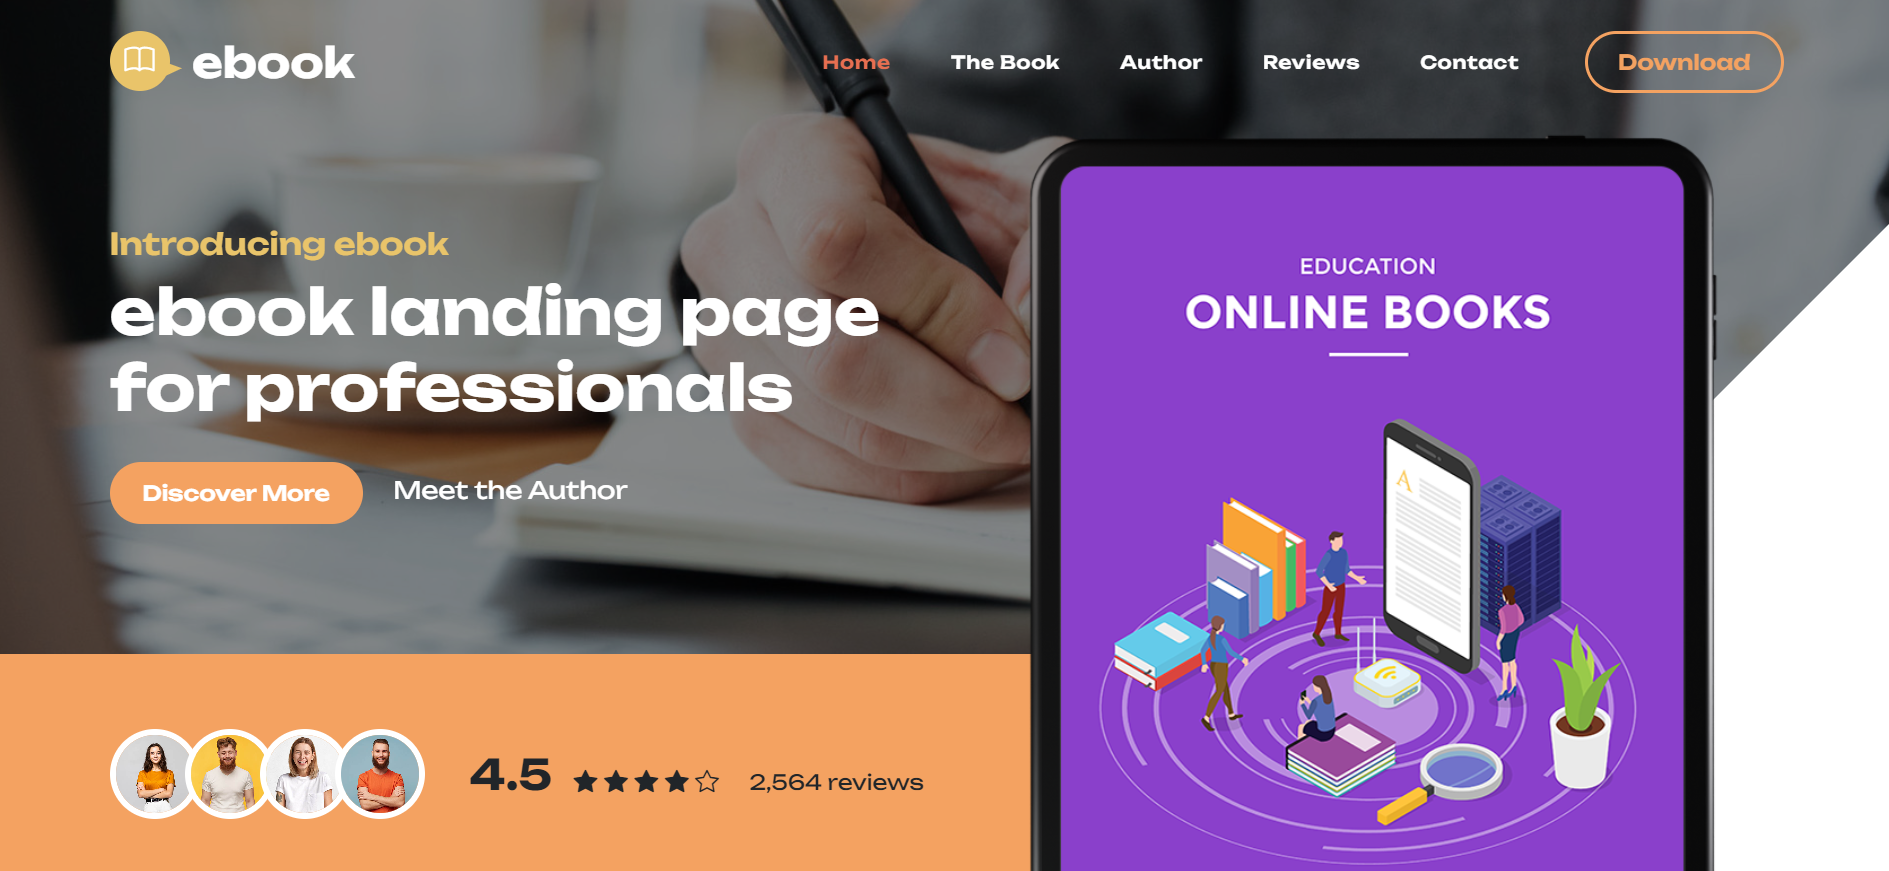 ebook
Home
The Book
Author
Reviews
Contact
Download
Introducing ebook
ebook landing page
for professionals
Discover More
Meet the Author
EDUCATION
ONLINE BOOKS
A
4.5
2,564 reviews